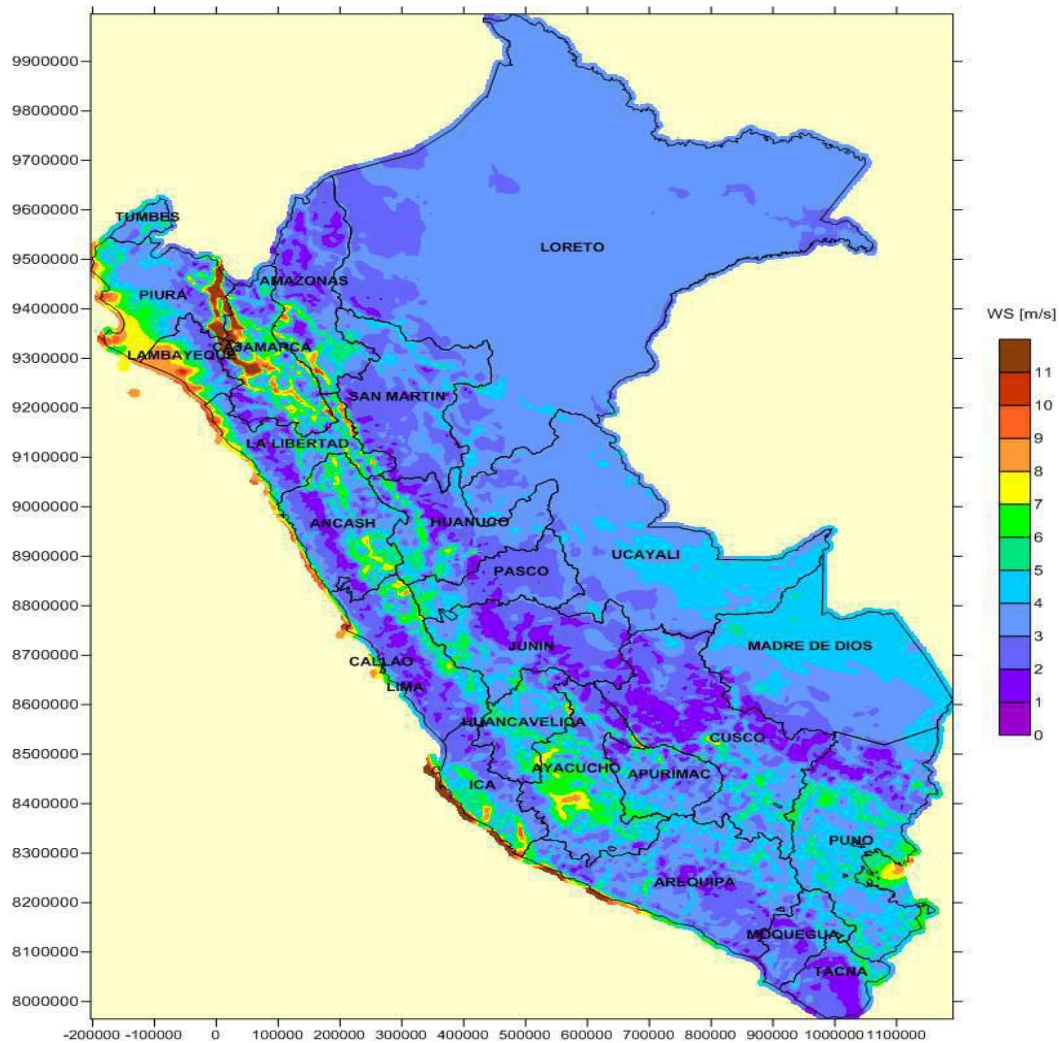 9900000
9800000
9700000
9600000
9500000
9400000
9300000
9200000
9100000
9000000
8900000
8800000
8700000
8600000
8500000
8400000
8300000
8200000
8100000
8000000
TUMBES
LORETO
AMAZONAS
PIURA
CAJAMARCA
LAMBAYEQUE
SAN MARTIN
LA LIBERTAD
ANCASH
HUANUCO
UCAYALI
PASCO
JUNIN
MADRE DE DIOS
CALLAO
LIMA
HUANCAVELICA
CUSCO
AYACUCHO
APURIMAC
ICA
PUNO
AREQUIPA
MOQUEGUA
TACNA
WS [m/s]
11
10
9
8
7
6
5
4
3
2
1
0
-200000 -100000 0 100000 200000 300000 400000 500000 600000 700000 800000 900000 1000000 1100000